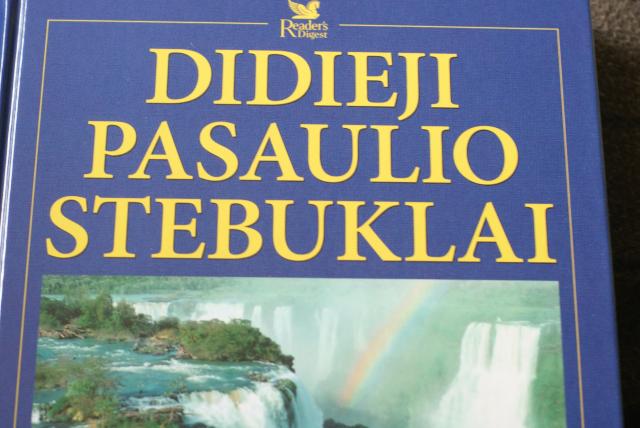 Reader's
Digest
DIDIEJI
PASAULIO
STEBUKLAI